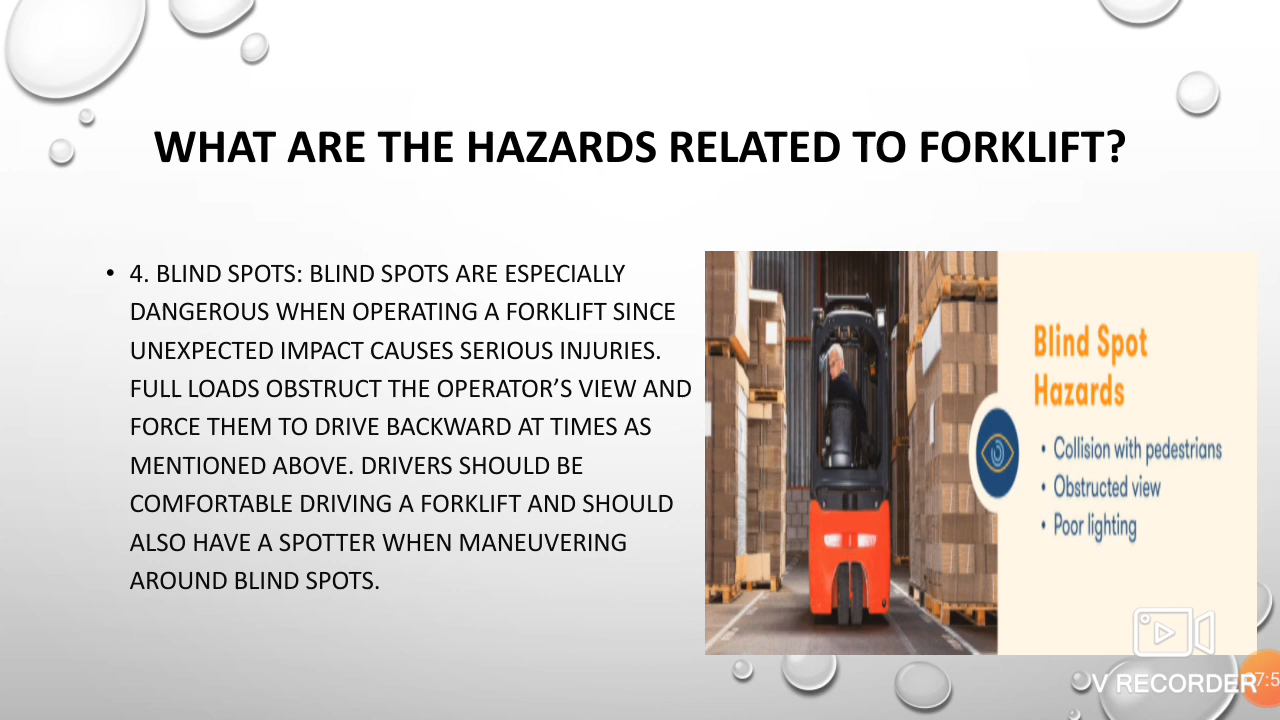 WHAT ARE THE HAZARDS RELATED TO FORKLIFT?
• 4. BLIND SPOTS: BLIND SPOTS ARE ESPECIALLY
DANGEROUS WHEN OPERATING A FORKLIFT SINCE
UNEXPECTED IMPACT CAUSES SERIOUS INJURIES.
FULL LOADS OBSTRUCT THE OPERATOR’S VIEW AND
FORCE THEM TO DRIVE BACKWARD AT TIMES AS
MENTIONED ABOVE. DRIVERS SHOULD BE
COMFORTABLE DRIVING A FORKLIFT AND SHOULD
ALSO HAVE A SPOTTER WHEN MANEUVERING
AROUND BLIND SPOTS.
Blind Spot
Hazards
• Collision with pedestrians
• Obstructed view
• Poor lighting
V RECORDER